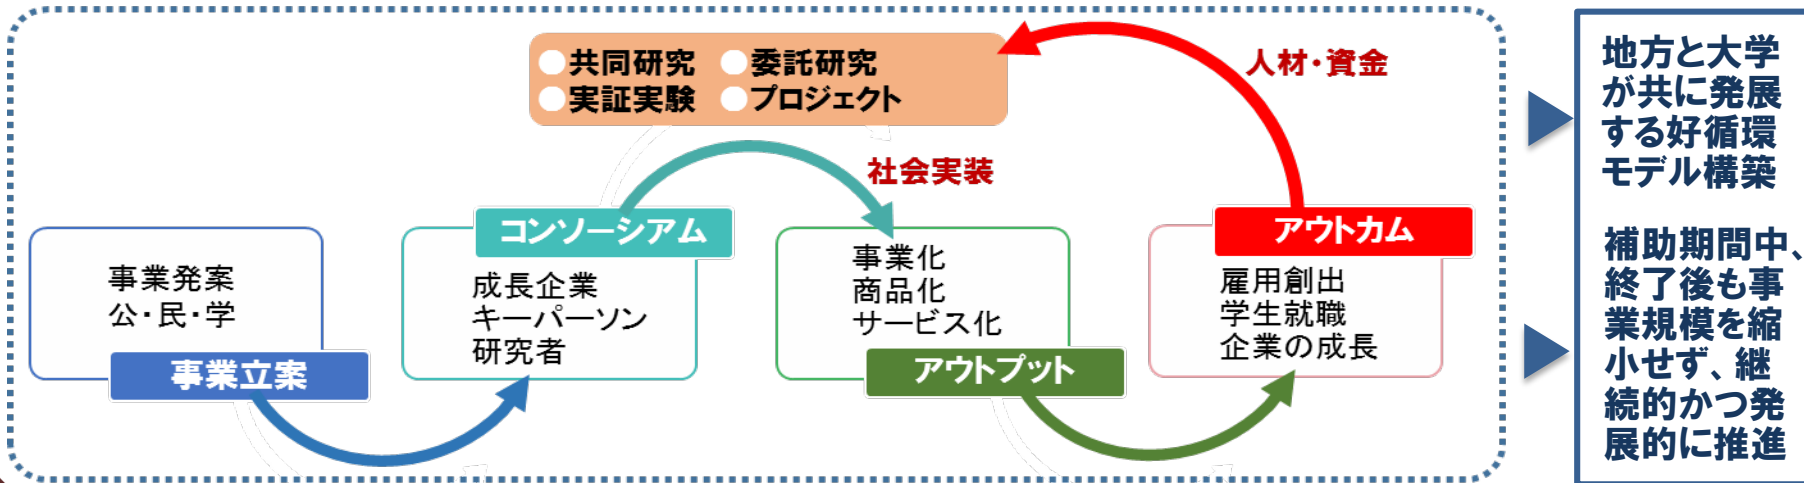 ○共同研究 ○委託研究
○実証実験 ○プロジェクト
人材・資金
社会実装
事業発案
公・民・学
事業立案
コンソーシアム
成長企業
キーパーソン
研究者
事業化
商品化
サービス化
アウトプット
アウトカム
雇用創出
学生就職
企業の成長
地方と大学
が共に発展
する好循環
モデル構築
補助期間中、
終了後も事
業規模を縮
小せず、継
続的かつ発
展的に推進